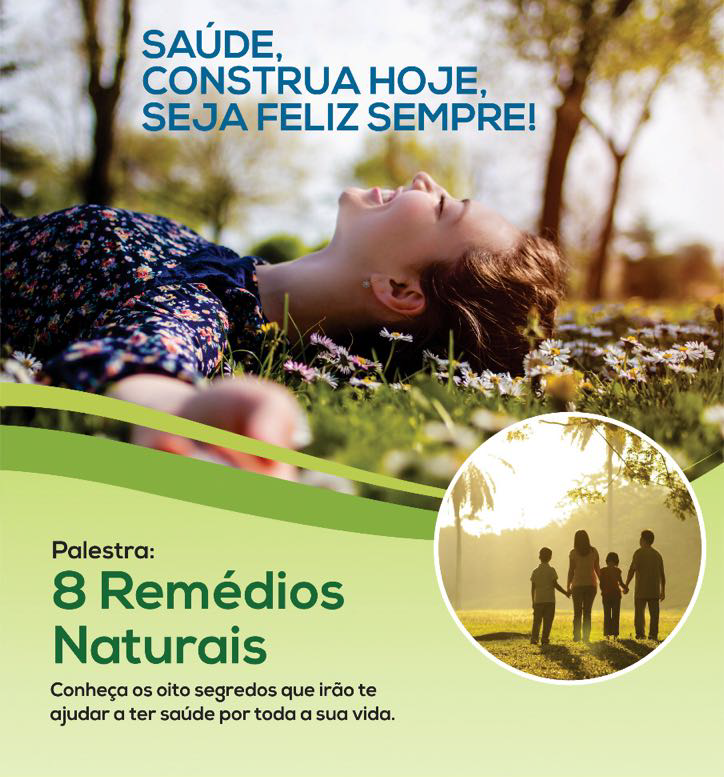 SAÚDE,
CONSTRUA HOJE,
SEJA FELIZ SEMPRE!
Palestra:
8 Remédios
Naturais
Conheça os oito segredos que irão te
ajudar a ter saúde por toda a sua vida.